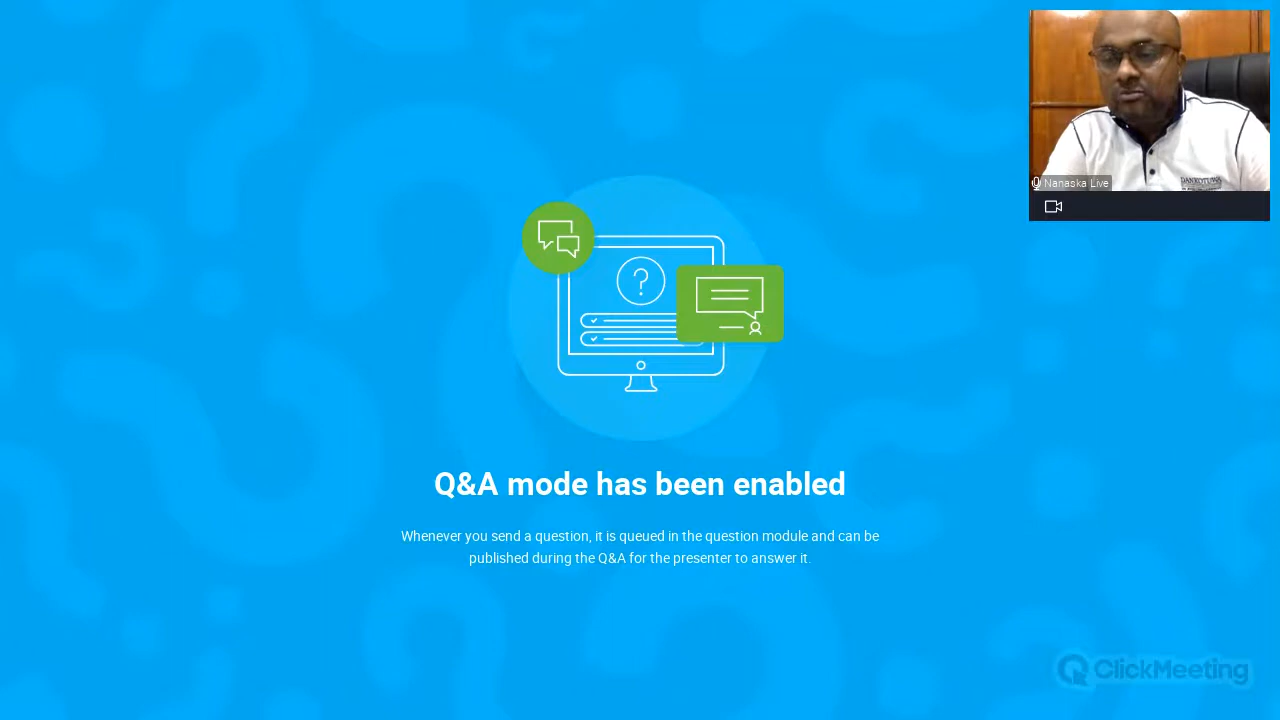 Nanaska Live
Q&A mode has been enabled
Whenever you send a question, it is queued in the question module and can be
published during the Q&A for the presenter to answer it.
ClickMeeting